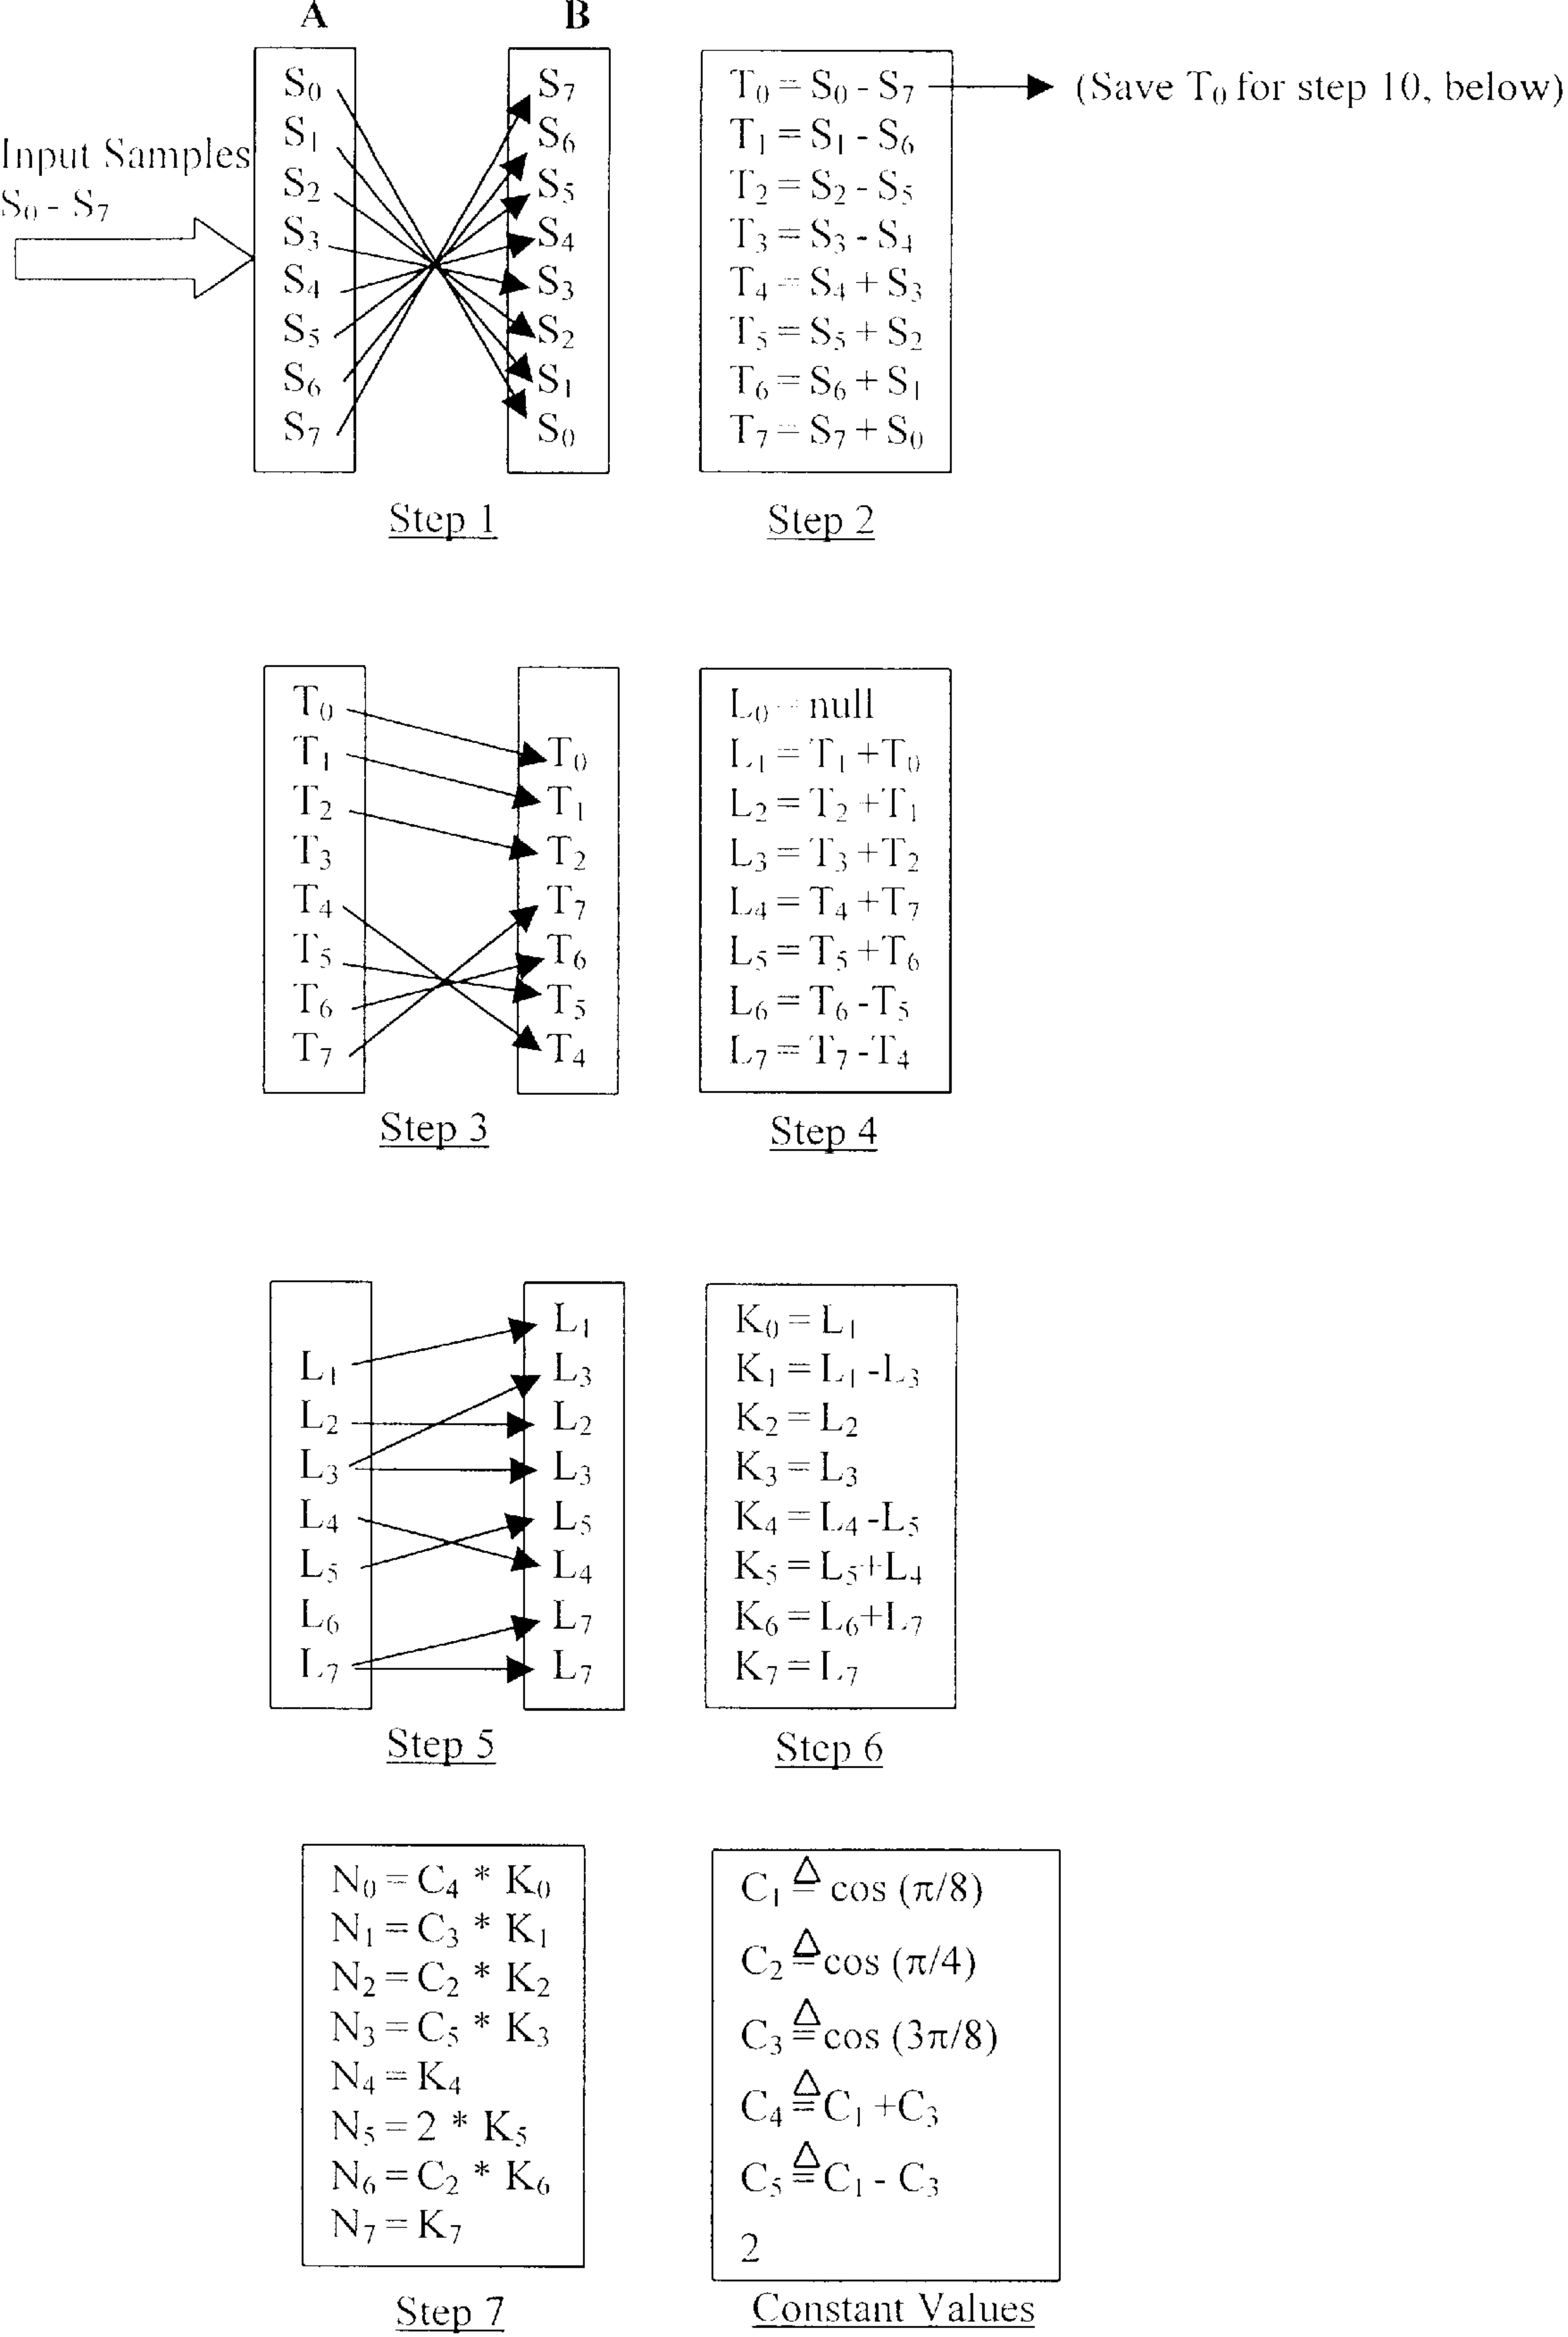 A
B
S₀
S₁
S₂
S₃
S₄
S₅
S₆
S₇
Input Samples
S₀ - S₇
S₇
S₆
S₅
S₄
S₃
S₂
S₁
S₀
T₀ = S₀ - S₇
(Save T₀ for step 10, below)
T₁ = S₁ - S₆
T₂ = S₂ - S₅
T₃ = S₃ - S₄
T₄ = S₄ + S₃
T₅ = S₅ + S₂
T₆ = S₆ + S₁
T₇ = S₇ + S₀
Step 1
Step 2
T₀
T₁
T₂
T₃
T₄
T₅
T₆
T₇
T₀
T₁
T₂
T₇
T₆
T₅
T₄
L₀ = null
L₁ = T₁ +T₀
L₂ = T₂ +T₁
L₃ = T₃ +T₂
L₄ = T₄ +T₇
L₅ = T₅ +T₆
L₆ = T₆ -T₅
L₇ = T₇ -T₄
Step 3
Step 4
L₁
L₂
L₃
L₄
L₅
L₆
L₇
L₁
L₃
L₂
L₃
L₅
L₄
L₇
L₇
K₀ = L₁
K₁ = L₁ -L₃
K₂ = L₂
K₃ = L₃
K₄ = L₄ -L₅
K₅ = L₅+L₄
K₆ = L₆+L₇
K₇ = L₇
Step 5
Step 6
N₀ = C₄ * K₀
N₁ = C₃ * K₁
N₂ = C₂ * K₂
N₃ = C₅ * K₃
N₄ = K₄
N₅ = 2 * K₅
N₆ = C₂ * K₆
N₇ = K₇
C₁ ≜ cos (π/8)
C₂ ≜ cos (π/4)
C₃ ≜ cos (3π/8)
C₄ ≜ C₁ +C₃
C₅ ≜ C₁ - C₃
2
Step 7
Constant Values